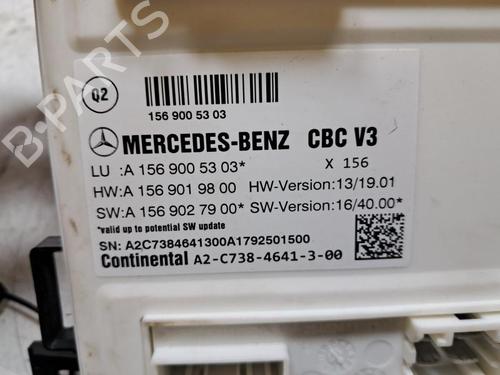 B-PARTS
Q2
156 900 53 03
MERCEDES-BENZ CBC V3
LU :A 156 900 53 03* X 156
HW:A 156 901 98 00 HW-Version:13/19.01
SW:A 156 902 79 00* SW-Version:16/40.00*
*valid up to potential SW update
SN: A2C7384641300A1792501500
Continental A2-C738-4641-3-00